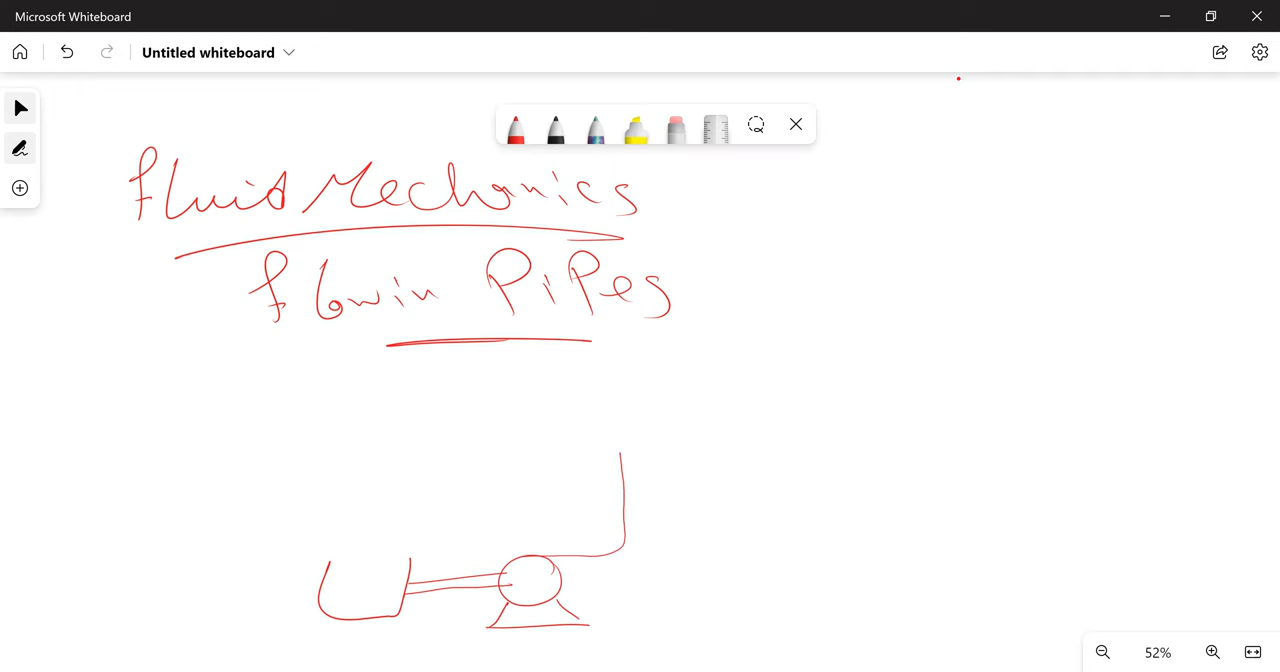 Microsoft Whiteboard
Untitled whiteboard
Fluid Mechanics
flow in Pipes
52%